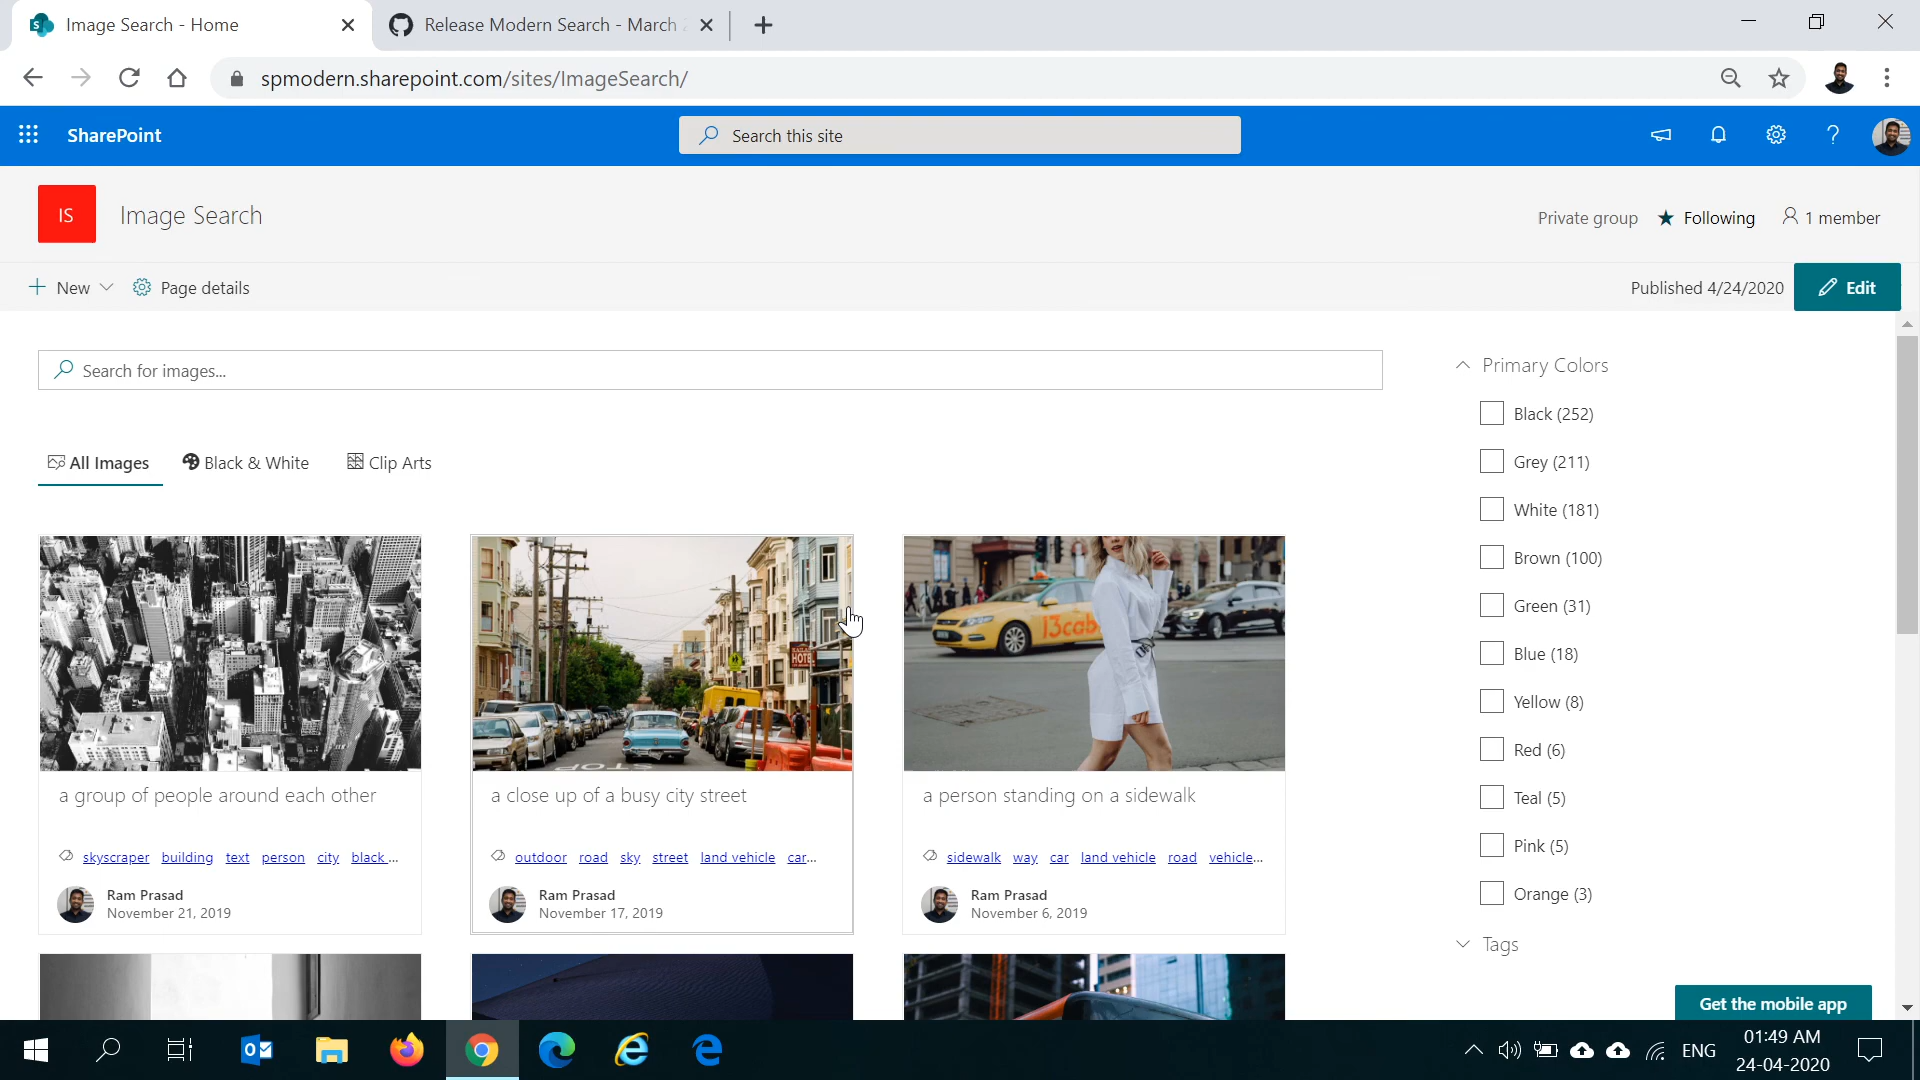 Image Search - Home
Release Modern Search - March
spmodern.sharepoint.com/sites/ImageSearch/
SharePoint
Search this site
IS
Image Search
Private group
Following
1 member
New
Page details
Published 4/24/2020
Edit
Search for images...
All Images
Black & White
Clip Arts
Primary Colors
Black (252)
Grey (211)
White (181)
Brown (100)
Green (31)
Blue (18)
Yellow (8)
Red (6)
Teal (5)
Pink (5)
Orange (3)
Tags
HOTE
STOP
13cab
a group of people around each other
skyscraper building text person city black ...
Ram Prasad
November 21, 2019
a close up of a busy city street
outdoor road sky street land vehicle car...
Ram Prasad
November 17, 2019
a person standing on a sidewalk
sidewalk way car land vehicle road vehicle...
Ram Prasad
November 6, 2019
Get the mobile app
ENG
01:49 AM
24-04-2020